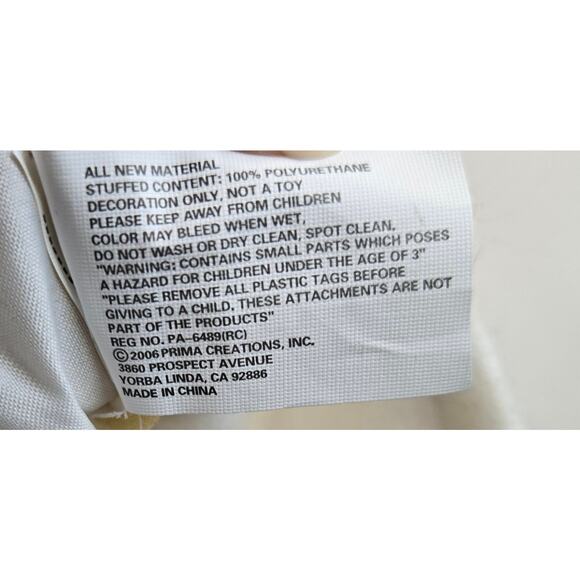 ALL NEW MATERIAL
STUFFED CONTENT: 100% POLYURETHANE
DECORATION ONLY, NOT A TOY
PLEASE KEEP AWAY FROM CHILDREN
COLOR MAY BLEED WHEN WET,
DO NOT WASH OR DRY CLEAN, SPOT CLEAN.
"WARNING: CONTAINS SMALL PARTS WHICH POSES
A HAZARD FOR CHILDREN UNDER THE AGE OF 3"
"PLEASE REMOVE ALL PLASTIC TAGS BEFORE
GIVING TO A CHILD. THESE ATTACHMENTS ARE NOT
PART OF THE PRODUCTS"
REG NO. PA-6489(RC)
©2006 PRIMA CREATIONS, INC.
3860 PROSPECT AVENUE
YORBA LINDA, CA 92886
MADE IN CHINA